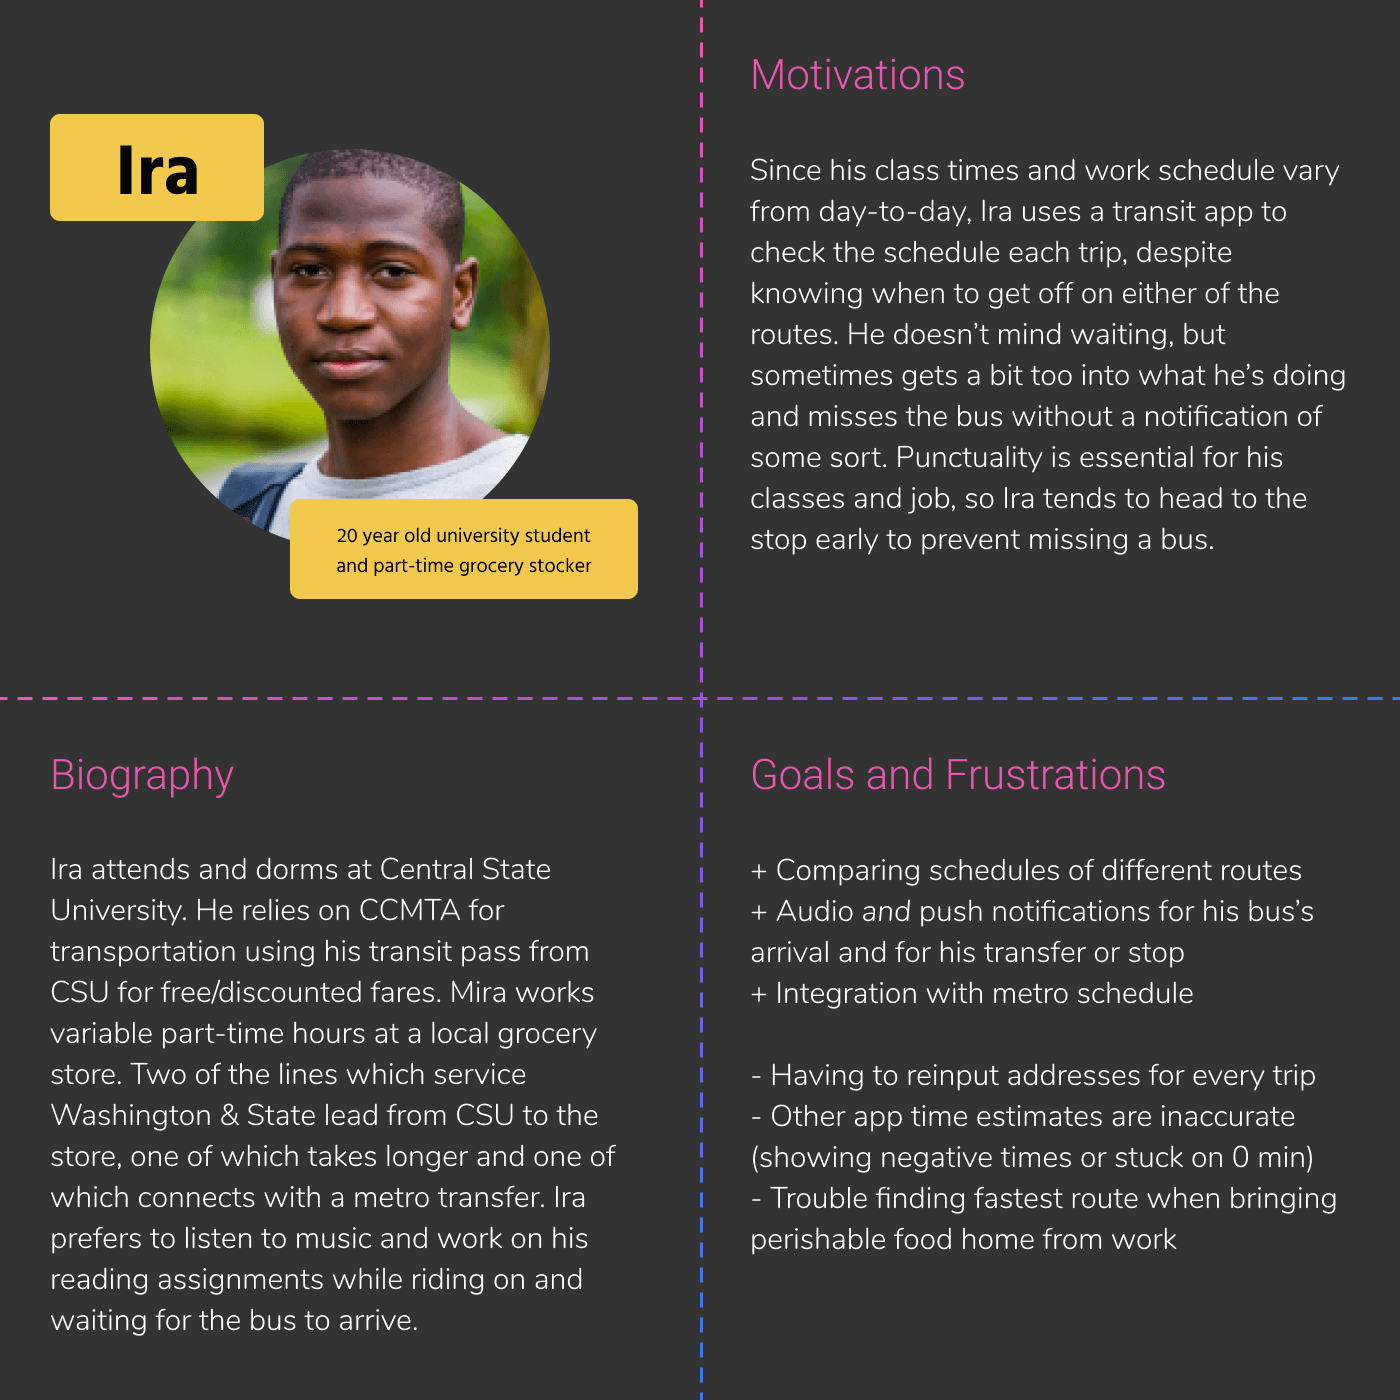 Ira
20 year old university student
and part-time grocery stocker
Motivations
Since his class times and work schedule vary
from day-to-day, Ira uses a transit app to
check the schedule each trip, despite
knowing when to get off on either of the
routes. He doesn’t mind waiting, but
sometimes gets a bit too into what he’s doing
and misses the bus without a notification of
some sort. Punctuality is essential for his
classes and job, so Ira tends to head to the
stop early to prevent missing a bus.
Biography
Ira attends and dorms at Central State
University. He relies on CCMTA for
transportation using his transit pass from
CSU for free/discounted fares. Mira works
variable part-time hours at a local grocery
store. Two of the lines which service
Washington & State lead from CSU to the
store, one of which takes longer and one of
which connects with a metro transfer. Ira
prefers to listen to music and work on his
reading assignments while riding on and
waiting for the bus to arrive.
Goals and Frustrations
+ Comparing schedules of different routes
+ Audio and push notifications for his bus’s
arrival and for his transfer or stop
+ Integration with metro schedule
- Having to reinput addresses for every trip
- Other app time estimates are inaccurate
(showing negative times or stuck on 0 min)
- Trouble finding fastest route when bringing
perishable food home from work